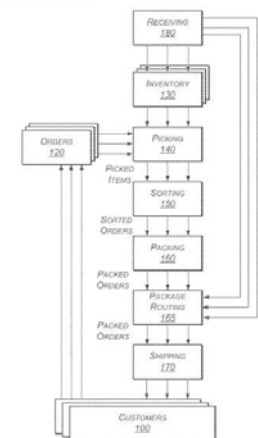 RECEIVING
180
INVENTORY
130
ORDERS
120
PICKING
140
PICKED
ITEMS
SORTING
150
SORTED
ORDERS
PACKING
160
PACKED
ORDERS
PACKAGE
ROUTING
165
PACKED
ORDERS
SHIPPING
170
CUSTOMERS
100